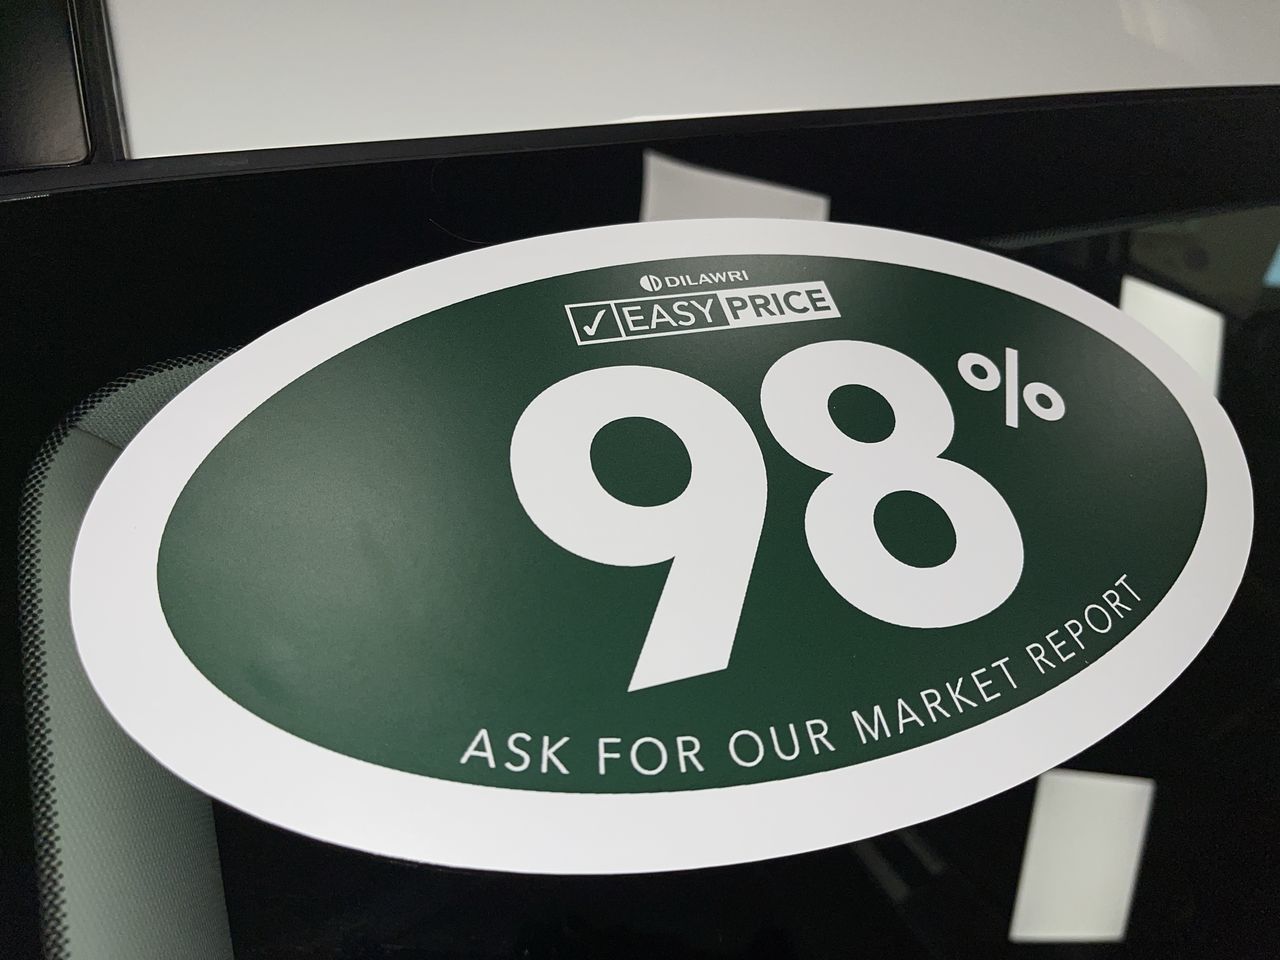 DILAWRI
EASY PRICE
98%
ASK FOR OUR MARKET REPORT